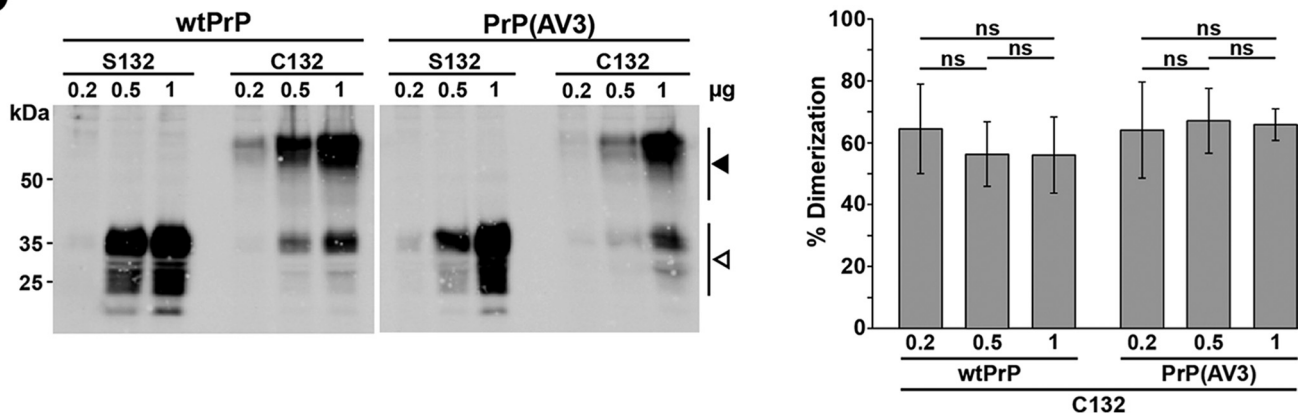 wtPrP PrP(AV3)
S132 C132 S132 C132
0.2 0.5 1 0.2 0.5 1 0.2 0.5 1 0.2 0.5 1 µg
kDa
50
35
25
% Dimerization
100
80
60
40
20
0
ns ns
ns ns ns ns
0.2 0.5 1 0.2 0.5 1
wtPrP PrP(AV3)
C132